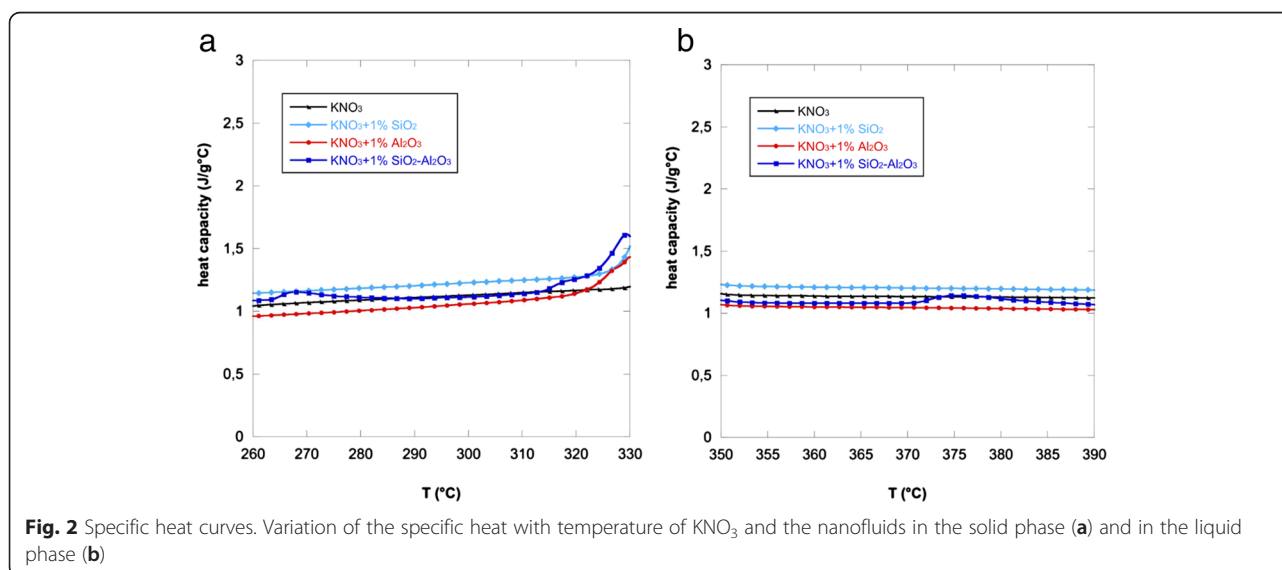 a
3
2,5
2
1,5
1
0,5
0
heat capacity (J/g°C)
KNO₃
KNO₃+1% SiO₂
KNO₃+1% Al₂O₃
KNO₃+1% SiO₂-Al₂O₃
260 270 280 290 300 310 320 330
T (°C)
b
3
2,5
2
1,5
1
0,5
0
heat capacity (J/g°C)
KNO₃
KNO₃+1% SiO₂
KNO₃+1% Al₂O₃
KNO₃+1% SiO₂-Al₂O₃
350 355 360 365 370 375 380 385 390
T (°C)
Fig. 2 Specific heat curves. Variation of the specific heat with temperature of KNO₃ and the nanofluids in the solid phase (a) and in the liquid
phase (b)